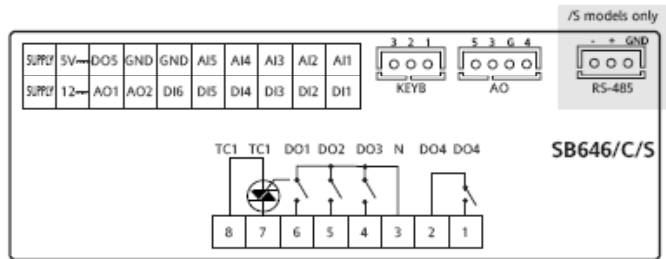 /S models only
- + GND
3 2 1
5 3 G 4
SUPPLY 5V⎓ DO5 GND GND AI5 AI4 AI3 AI2 AI1
SUPPLY 12⎓ AO1 AO2 DI6 DI5 DI4 DI3 DI2 DI1
KEYB
AO
RS-485
SB646/C/S
TC1 TC1 DO1 DO2 DO3 N DO4 DO4
8 7 6 5 4 3 2 1